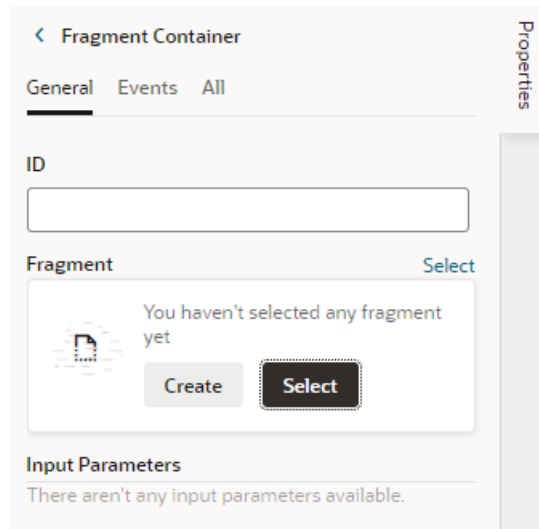 Fragment Container
Properties
General Events All
ID
Fragment Select
You haven't selected any fragment
yet
Create Select
Input Parameters
There aren't any input parameters available.